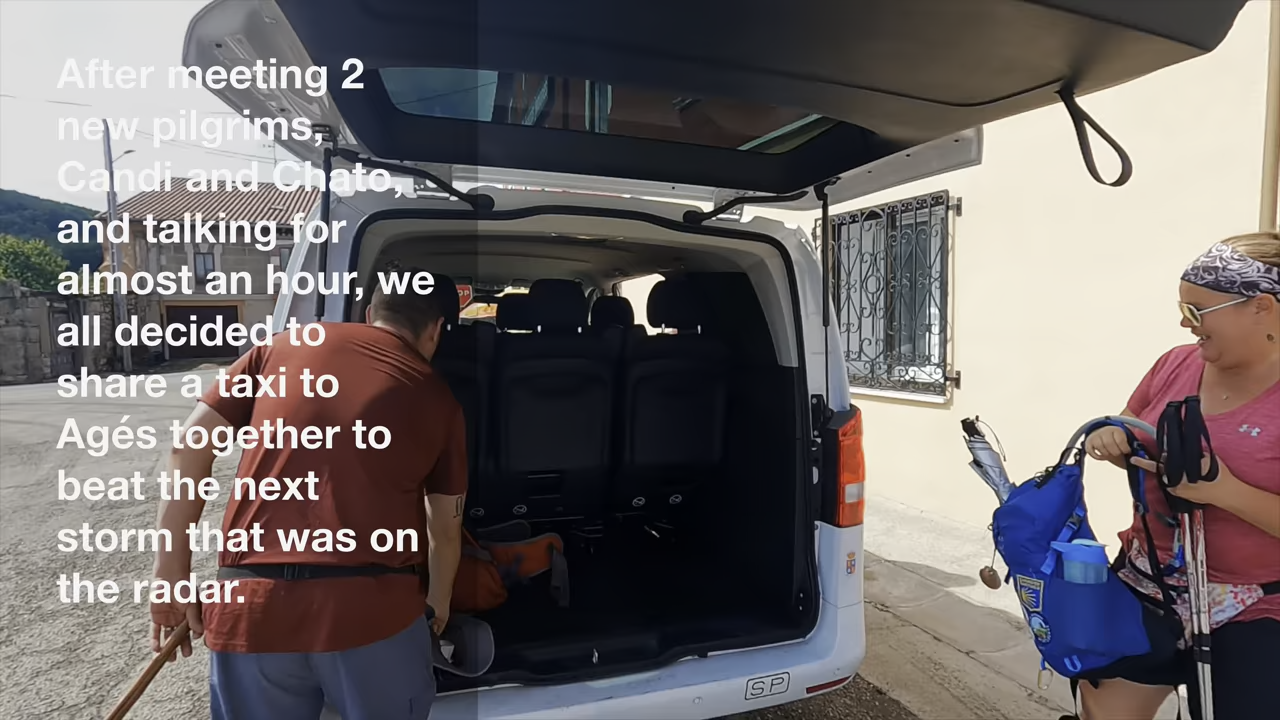 After meeting 2
new pilgrims,
Candi and Chato,
and talking for
almost an hour, we
all decided to
share a taxi to
Agés together to
beat the next
storm that was on
the radar.
SP